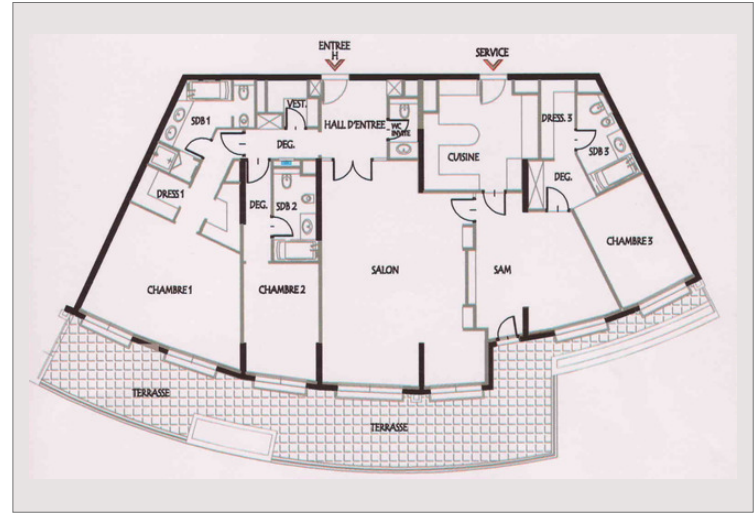 ENTREE
H
SERVICE
SDB 1
VEST.
HALL D'ENTREE
WC
INVITE
DRESS. 3
SDB 3
DEG.
CUISINE
DEG.
DRESS 1
DEG.
SDB 2
CHAMBRE 3
SALON
SAM
CHAMBRE 1
CHAMBRE 2
TERRASSE
TERRASSE